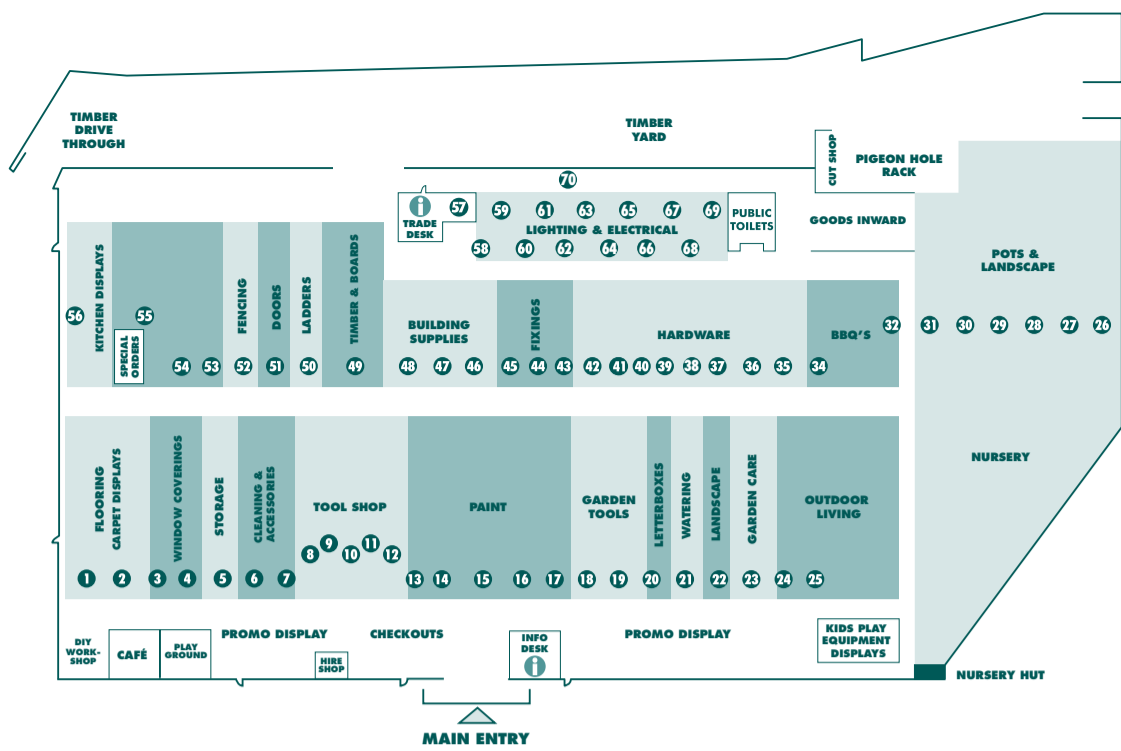 TIMBER
DRIVE
THROUGH
TIMBER
YARD
CUT SHOP
PIGEON HOLE
RACK
70
i
TRADE
DESK
57
59
61
63
65
67
69
LIGHTING & ELECTRICAL
58
60
62
64
66
68
PUBLIC
TOILETS
GOODS INWARD
POTS &
LANDSCAPE
56
KITCHEN DISPLAYS
55
SPECIAL
ORDERS
54
53
FENCING
52
DOORS
51
LADDERS
50
TIMBER & BOARDS
49
BUILDING
SUPPLIES
48
47
46
FIXINGS
45
44
43
HARDWARE
42
41
40
39
38
37
36
35
BBQ'S
34
32
31
30
29
28
27
26
NURSERY
FLOORING
CARPET DISPLAYS
1
2
WINDOW COVERINGS
3
4
STORAGE
5
CLEANING &
ACCESSORIES
6
7
TOOL SHOP
8
9
10
11
12
PAINT
13
14
15
16
17
GARDEN
TOOLS
18
19
LETTERBOXES
20
WATERING
21
LANDSCAPE
22
GARDEN CARE
23
OUTDOOR
LIVING
24
25
DIY
WORK-
SHOP
CAFÉ
PLAY
GROUND
PROMO DISPLAY
HIRE
SHOP
CHECKOUTS
INFO
DESK
i
PROMO DISPLAY
KIDS PLAY
EQUIPMENT
DISPLAYS
NURSERY HUT
MAIN ENTRY